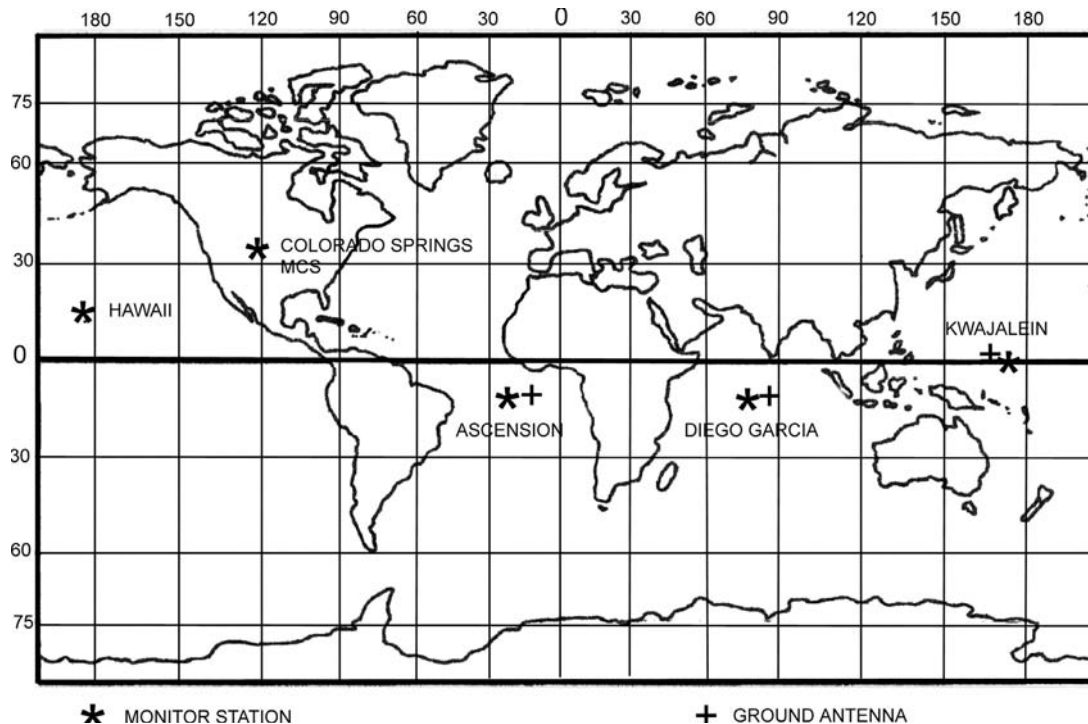 180 150 120 90 60 30 0 30 60 90 120 150 180
75
60
COLORADO SPRINGS
MCS
30
HAWAII
KWAJALEIN
0
ASCENSION
DIEGO GARCIA
30
60
75
MONITOR STATION
GROUND ANTENNA